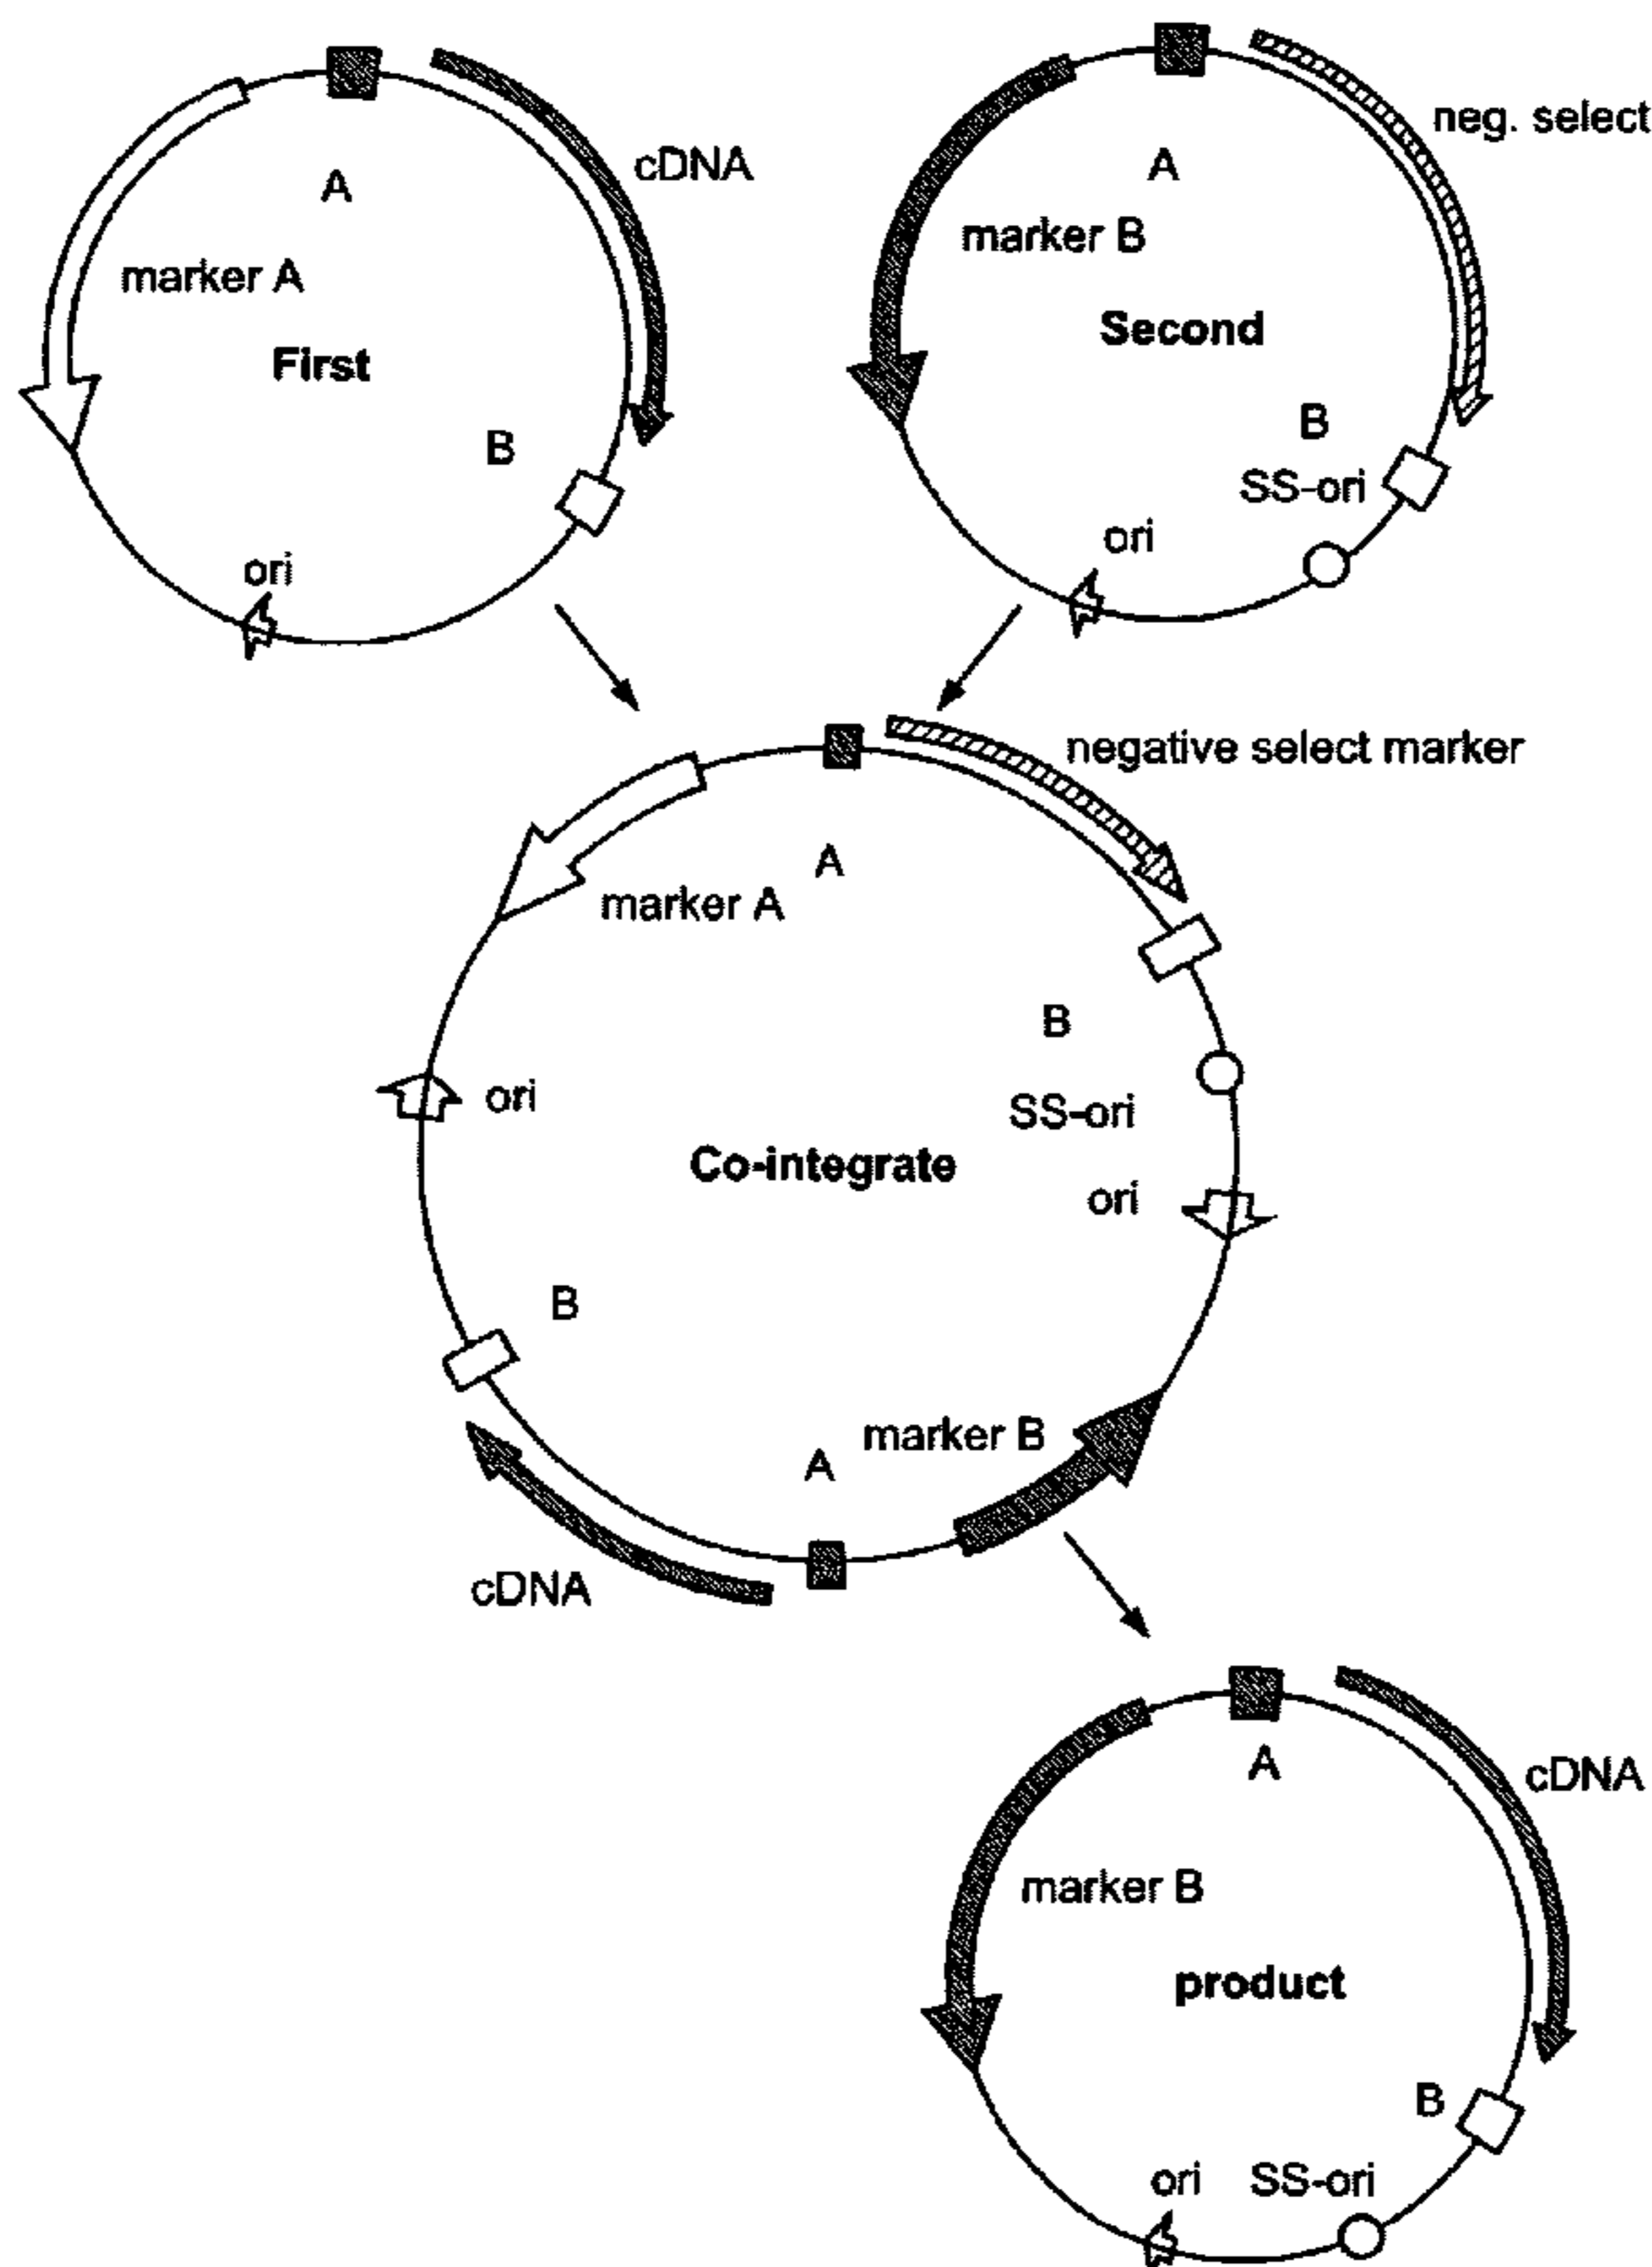 cDNA
A
marker A
First
B
ori
neg. select
A
marker B
Second
B
SS-ori
ori
negative select marker
A
marker A
B
ori
SS-ori
Co-integrate
ori
B
marker B
A
cDNA
A
cDNA
marker B
product
B
ori
SS-ori